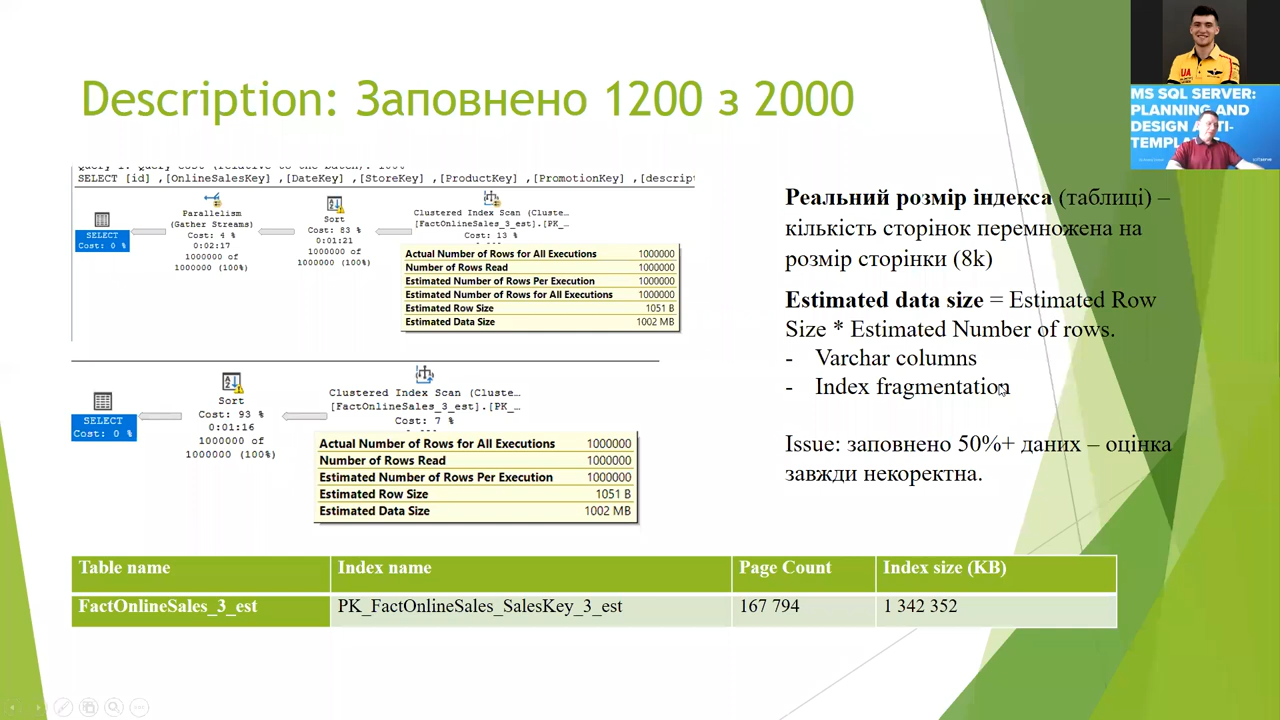 Description: Заповнено 1200 з 2000
UA
MS SQL SERVER:
PLANNING AND
DESIGN ANTI-
SELECT [id] ,[OnlineSalesKey] ,[DateKey] ,[StoreKey] ,[ProductKey] ,[PromotionKey] ,[descrip
SELECT
Cost: 0 %
Parallelism
(Gather Streams)
Cost: 4 %
0:02:17
1000000 of
1000000 (100%)
Sort
Cost: 83 %
0:01:21
1000000 of
1000000 (100%)
Clustered Index Scan (Cluste…
[FactOnlineSales_3_est].[PK_…
Cost: 13 %
Actual Number of Rows for All Executions 1000000
Number of Rows Read 1000000
Estimated Number of Rows Per Execution 1000000
Estimated Number of Rows for All Executions 1000000
Estimated Row Size 1051 B
Estimated Data Size 1002 MB
SELECT
Cost: 0 %
Sort
Cost: 93 %
0:01:16
1000000 of
1000000 (100%)
Clustered Index Scan (Cluste…
[FactOnlineSales_3_est].[PK_…
Cost: 7 %
Actual Number of Rows for All Executions 1000000
Number of Rows Read 1000000
Estimated Number of Rows Per Execution 1000000
Estimated Row Size 1051 B
Estimated Data Size 1002 MB
Реальний розмір індекса (таблиці) –
кількість сторінок перемножена на
розмір сторінки (8k)
Estimated data size = Estimated Row
Size * Estimated Number of rows.
- Varchar columns
- Index fragmentation
Issue: заповнено 50%+ даних – оцінка
завжди некоректна.
Table name Index name Page Count Index size (KB)
FactOnlineSales_3_est PK_FactOnlineSales_SalesKey_3_est 167 794 1 342 352